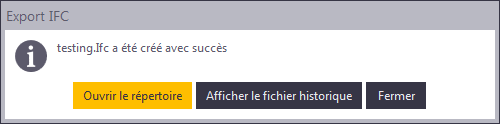 Export IFC
testing.Ifc a été créé avec succès
Ouvrir le répertoire
Afficher le fichier historique
Fermer